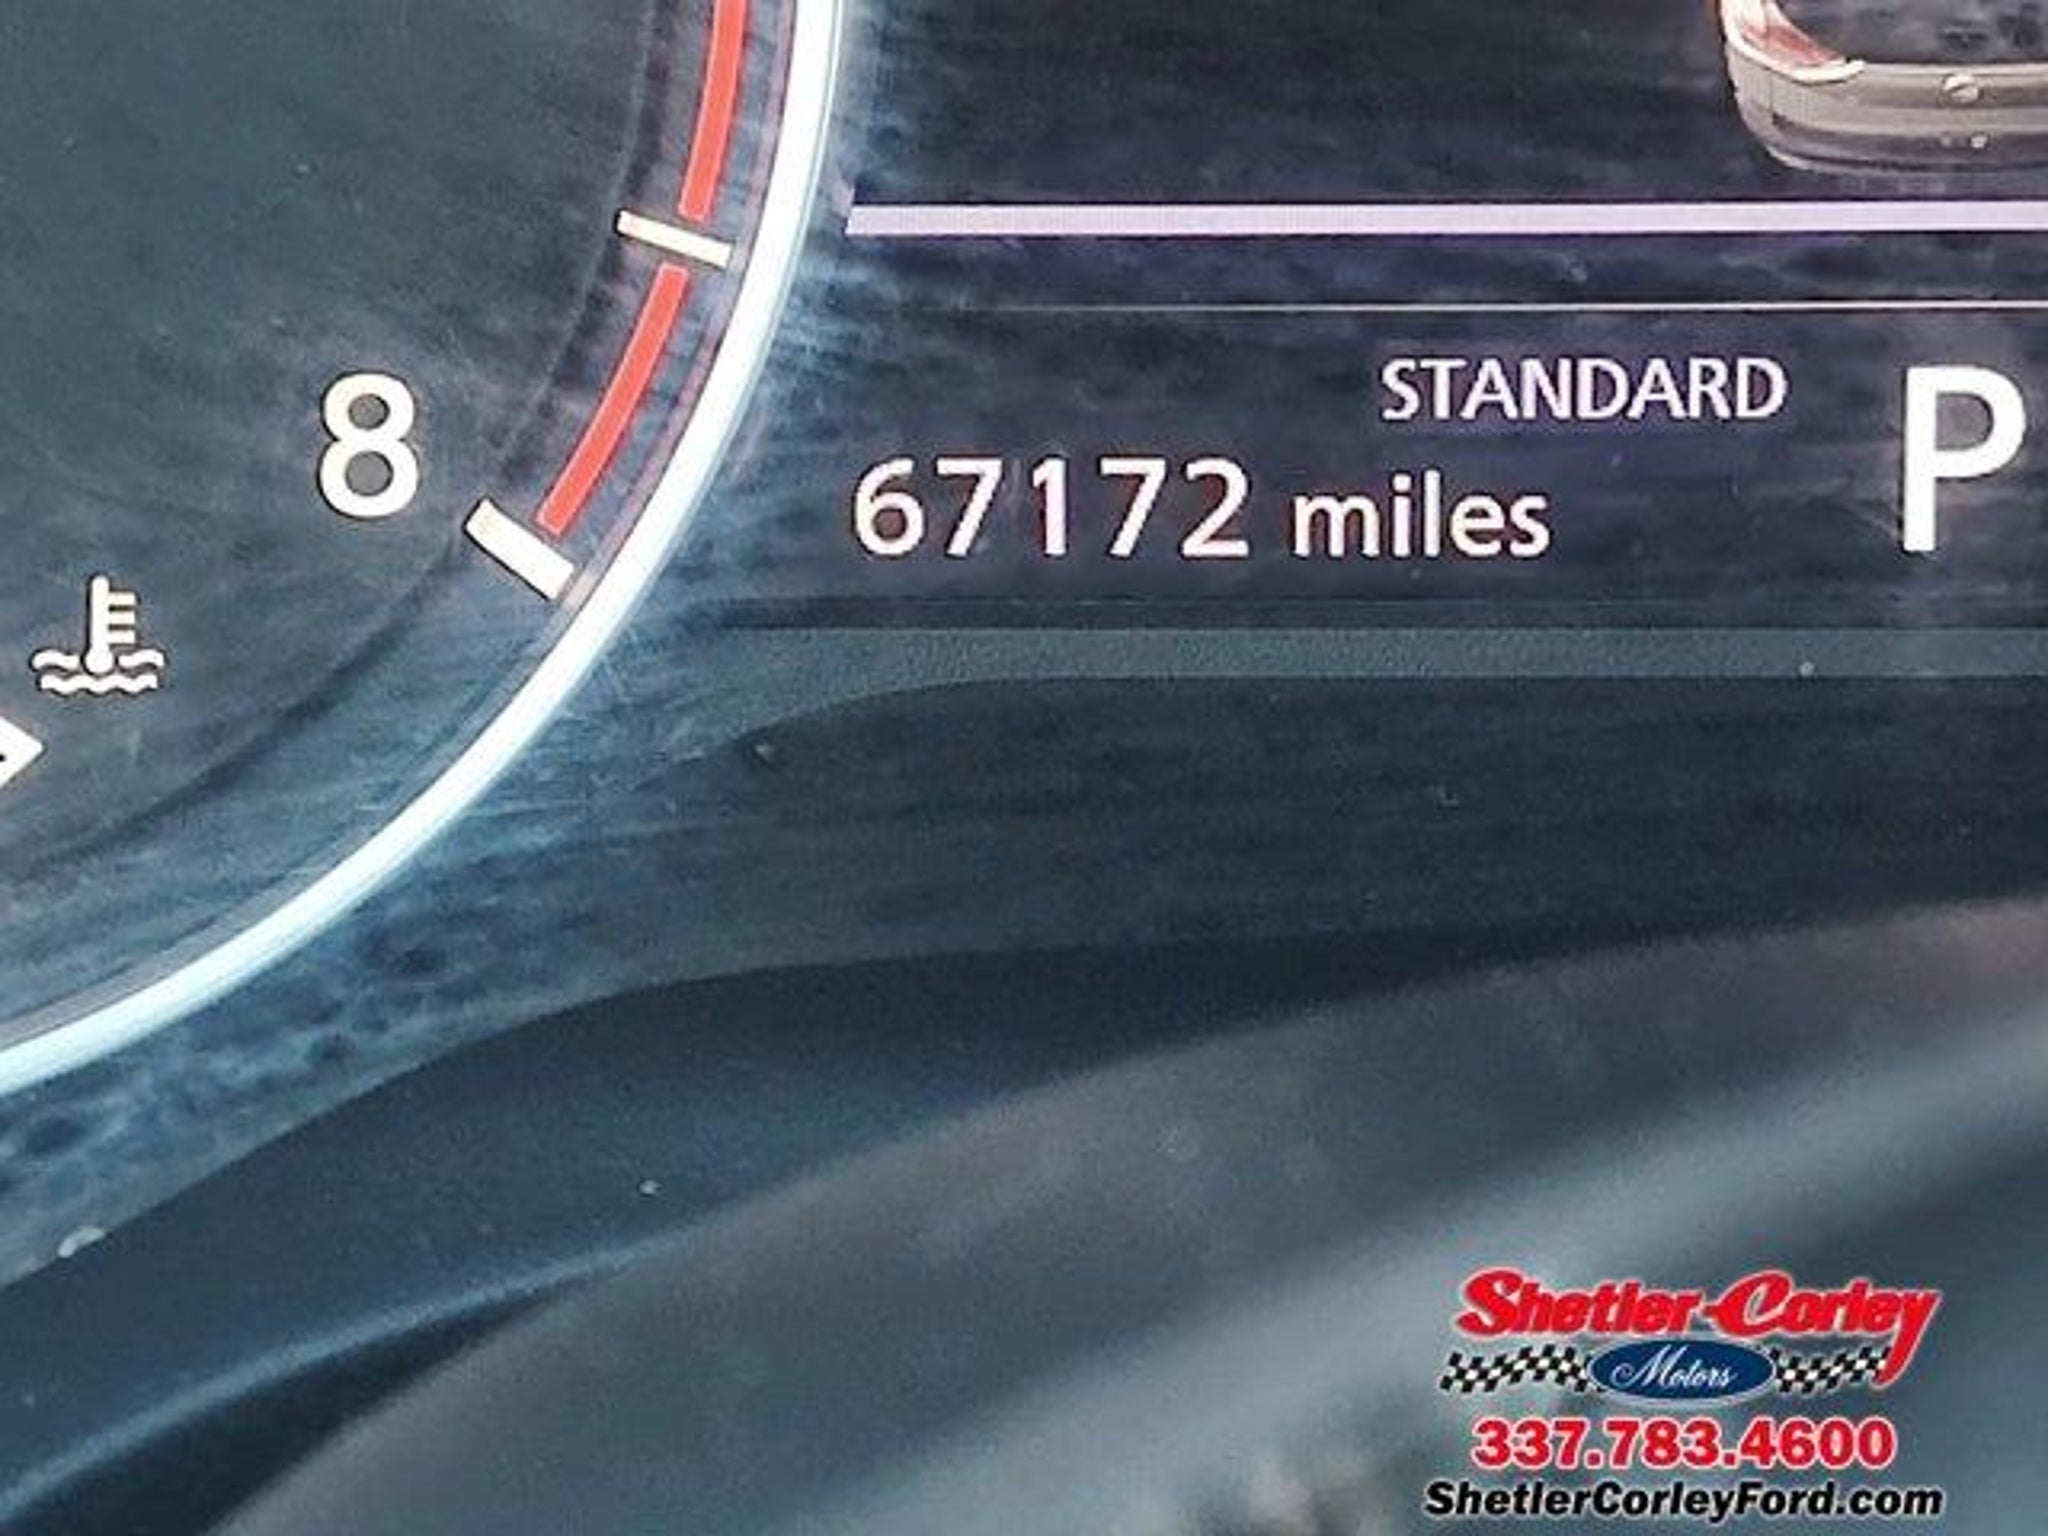 STANDARD
P
8
67172 miles
Shetler-Corley
Motors
337.783.4600
ShetlerCorleyFord.com